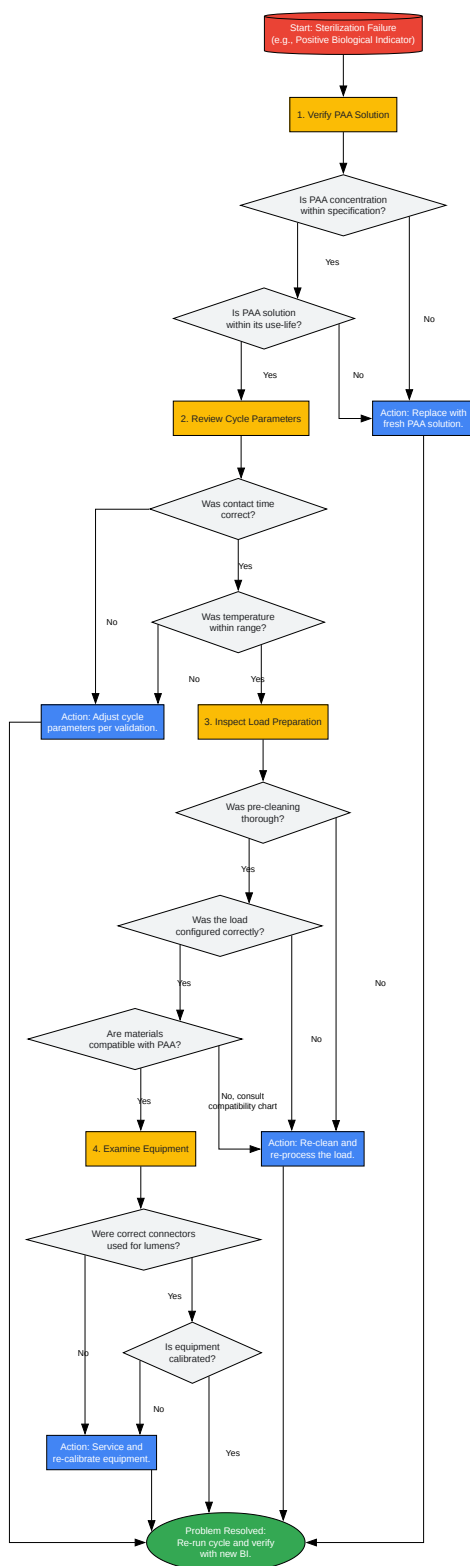 Start: Sterilization Failure
(e.g., Positive Biological Indicator)
1. Verify PAA Solution
Is PAA concentration
within specification?
Yes
No
Is PAA solution
within its use-life?
Yes
No
2. Review Cycle Parameters
Action: Replace with
fresh PAA solution.
Was contact time
correct?
Yes
No
Was temperature
within range?
No
Yes
Action: Adjust cycle
parameters per validation.
3. Inspect Load Preparation
Was pre-cleaning
thorough?
Yes
No
Was the load
configured correctly?
Yes
No
Are materials
compatible with PAA?
Yes
No, consult
compatibility chart
4. Examine Equipment
Action: Re-clean and
re-process the load.
Were correct connectors
used for lumens?
Yes
No
Is equipment
calibrated?
No
Yes
Action: Service and
re-calibrate equipment.
Problem Resolved:
Re-run cycle and verify
with new BI.